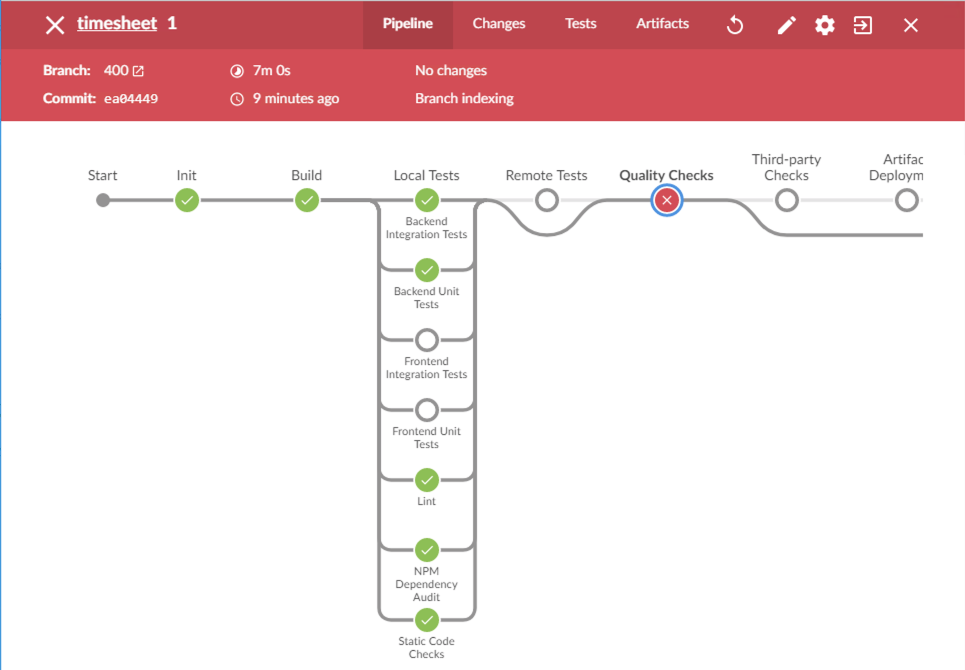 timesheet 1 Pipeline Changes Tests Artifacts
Branch: 400 7m 0s No changes
Commit: ea04449 9 minutes ago Branch indexing
Start Init Build Local Tests Remote Tests Quality Checks Third-party
Checks Artifac
Deploym
Backend
Integration Tests
Backend Unit
Tests
Frontend
Integration Tests
Frontend Unit
Tests
Lint
NPM
Dependency
Audit
Static Code
Checks